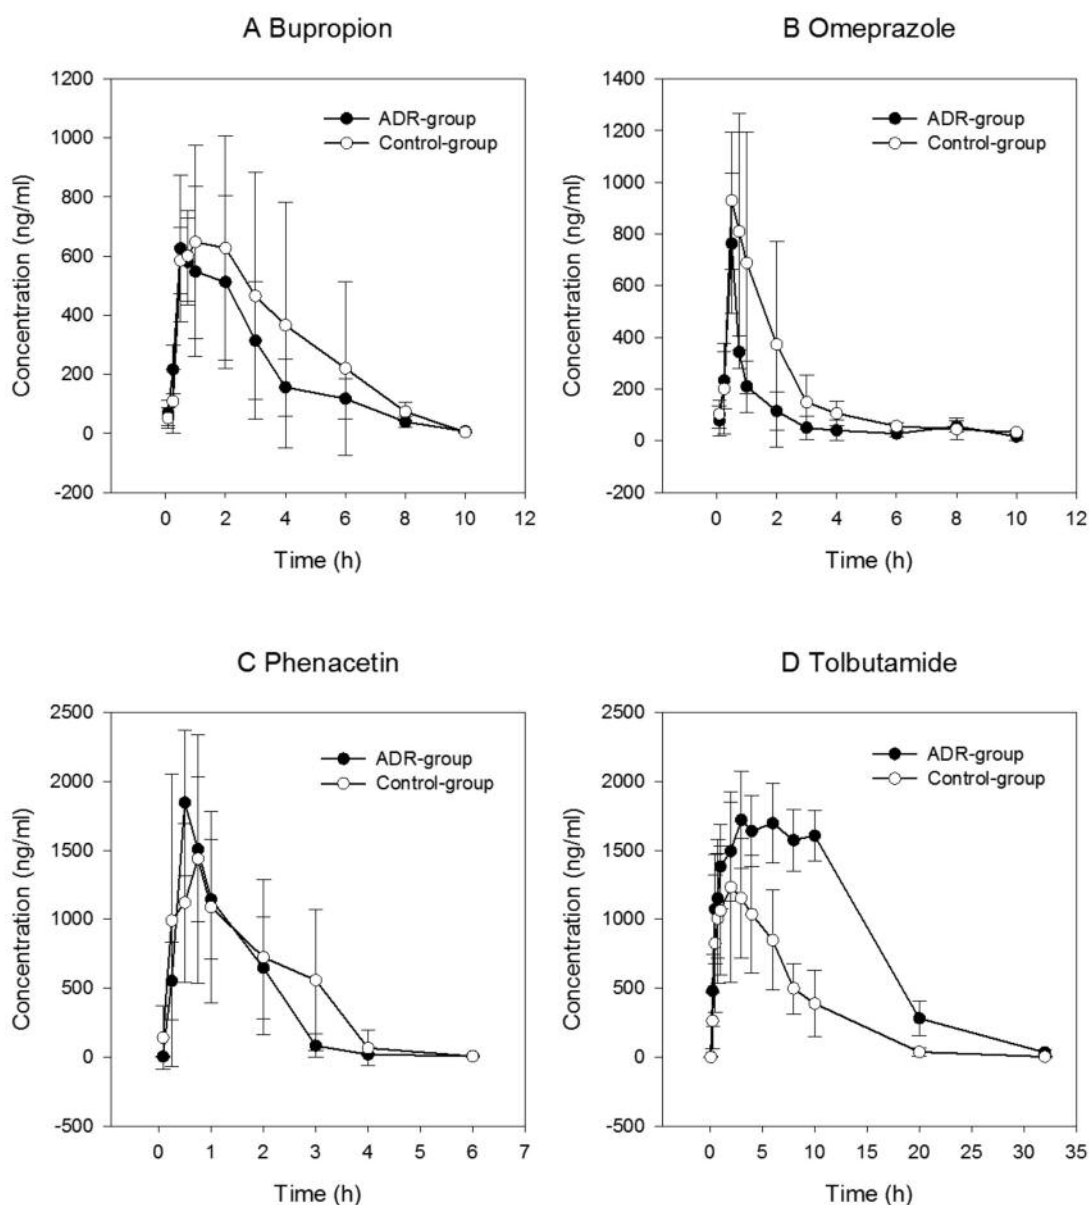 A Bupropion
1200
1000
800
600
400
200
0
-200
Concentration (ng/ml)
ADR-group
Control-group
0 2 4 6 8 10 12
Time (h)
B Omeprazole
1400
1200
1000
800
600
400
200
0
-200
Concentration (ng/ml)
ADR-group
Control-group
0 2 4 6 8 10 12
Time (h)
C Phenacetin
2500
2000
1500
1000
500
0
-500
Concentration (ng/ml)
ADR-group
Control-group
0 1 2 3 4 5 6 7
Time (h)
D Tolbutamide
2500
2000
1500
1000
500
0
-500
Concentration (ng/ml)
ADR-group
Control-group
0 5 10 15 20 25 30 35
Time (h)